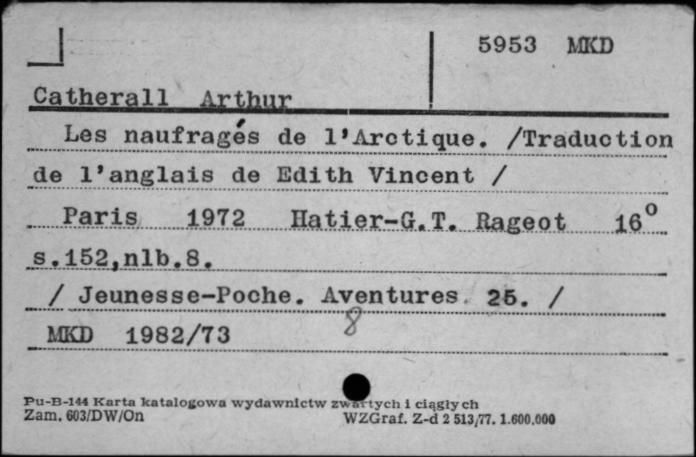 5953 MKD
Catherall Arthur
Les naufragés de l'Arctique. /Traduction
de l'anglais de Edith Vincent /
Paris 1972 Hatier-G.T. Rageot 16°
s.152,nlb.8.
/ Jeunesse-Poche. Aventures. 25. /
MKD 1982/73 8
Pu-B-144 Karta katalogowa wydawnictw zwartych i ciągłych
Zam. 603/DW/On WZGraf. Z-d 2 513/77. 1.600.000